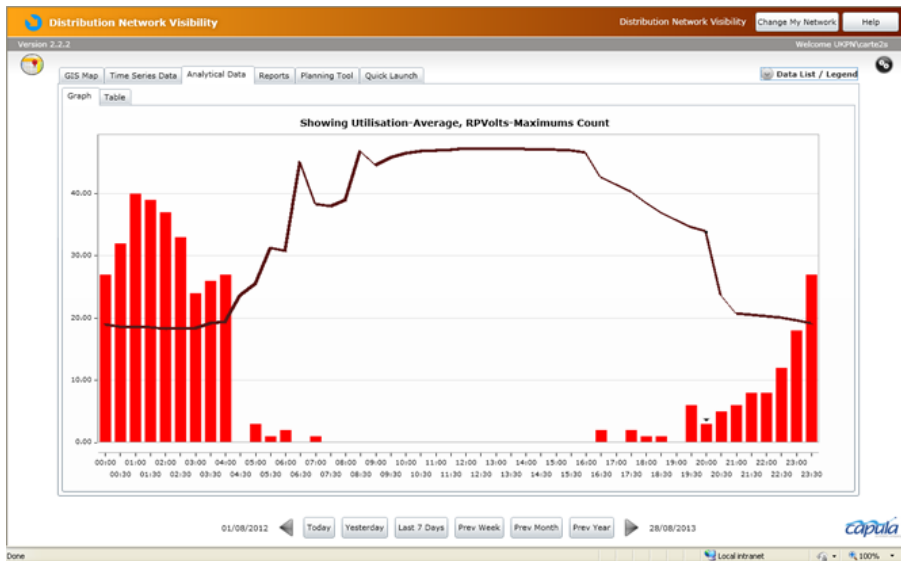 Distribution Network Visibility
Distribution Network Visibility Change My Network Help
Version 2.2.2 Welcome UKPN\carte2s
GIS Map Time Series Data Analytical Data Reports Planning Tool Quick Launch Data List / Legend
Graph Table
Showing Utilisation-Average, RPVolts-Maximums Count
40.00
30.00
20.00
10.00
0.00
00:00 01:00 02:00 03:00 04:00 05:00 06:00 07:00 08:00 09:00 10:00 11:00 12:00 13:00 14:00 15:00 16:00 17:00 18:00 19:00 20:00 21:00 22:00 23:00
00:30 01:30 02:30 03:30 04:30 05:30 06:30 07:30 08:30 09:30 10:30 11:30 12:30 13:30 14:30 15:30 16:30 17:30 18:30 19:30 20:30 21:30 22:30 23:30
01/08/2012 Today Yesterday Last 7 Days Prev Week Prev Month Prev Year 28/08/2013
capula
Done Local intranet 100%